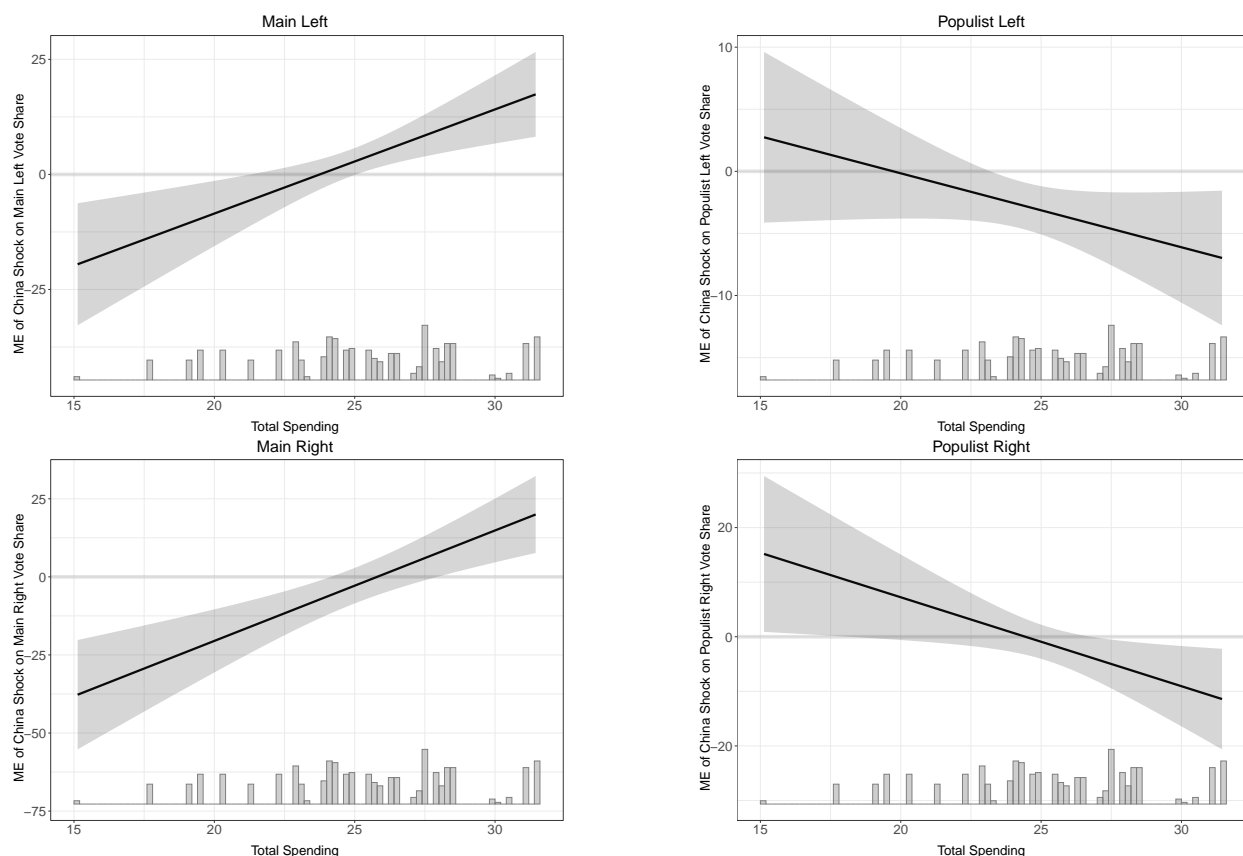 Main Left
ME of China Shock on Main Left Vote Share
25
0
−25
15 20 25 30
Total Spending
Populist Left
ME of China Shock on Populist Left Vote Share
10
0
−10
15 20 25 30
Total Spending
Main Right
ME of China Shock on Main Right Vote Share
25
0
−25
−50
−75
15 20 25 30
Total Spending
Populist Right
ME of China Shock on Populist Right Vote Share
20
0
−20
15 20 25 30
Total Spending